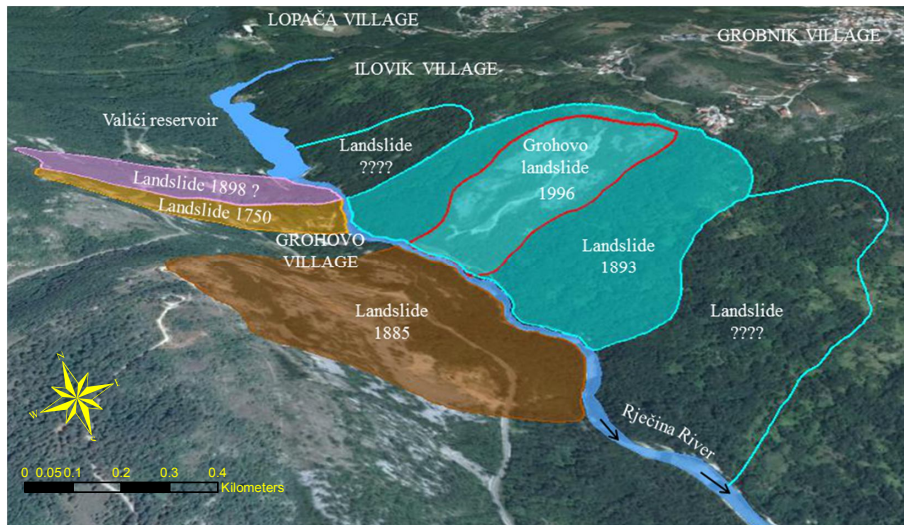 LOPAČA VILLAGE
GROBNIK VILLAGE
ILOVIK VILLAGE
Valići reservoir
Landslide
????
Grohovo
landslide
1996
Landslide 1898 ?
Landslide 1750
GROHOVO
VILLAGE
Landslide
1893
Landslide
1885
Landslide
????
Rječina River
N
I
W
0 0.05 0.1 0.2 0.3 0.4
Kilometers